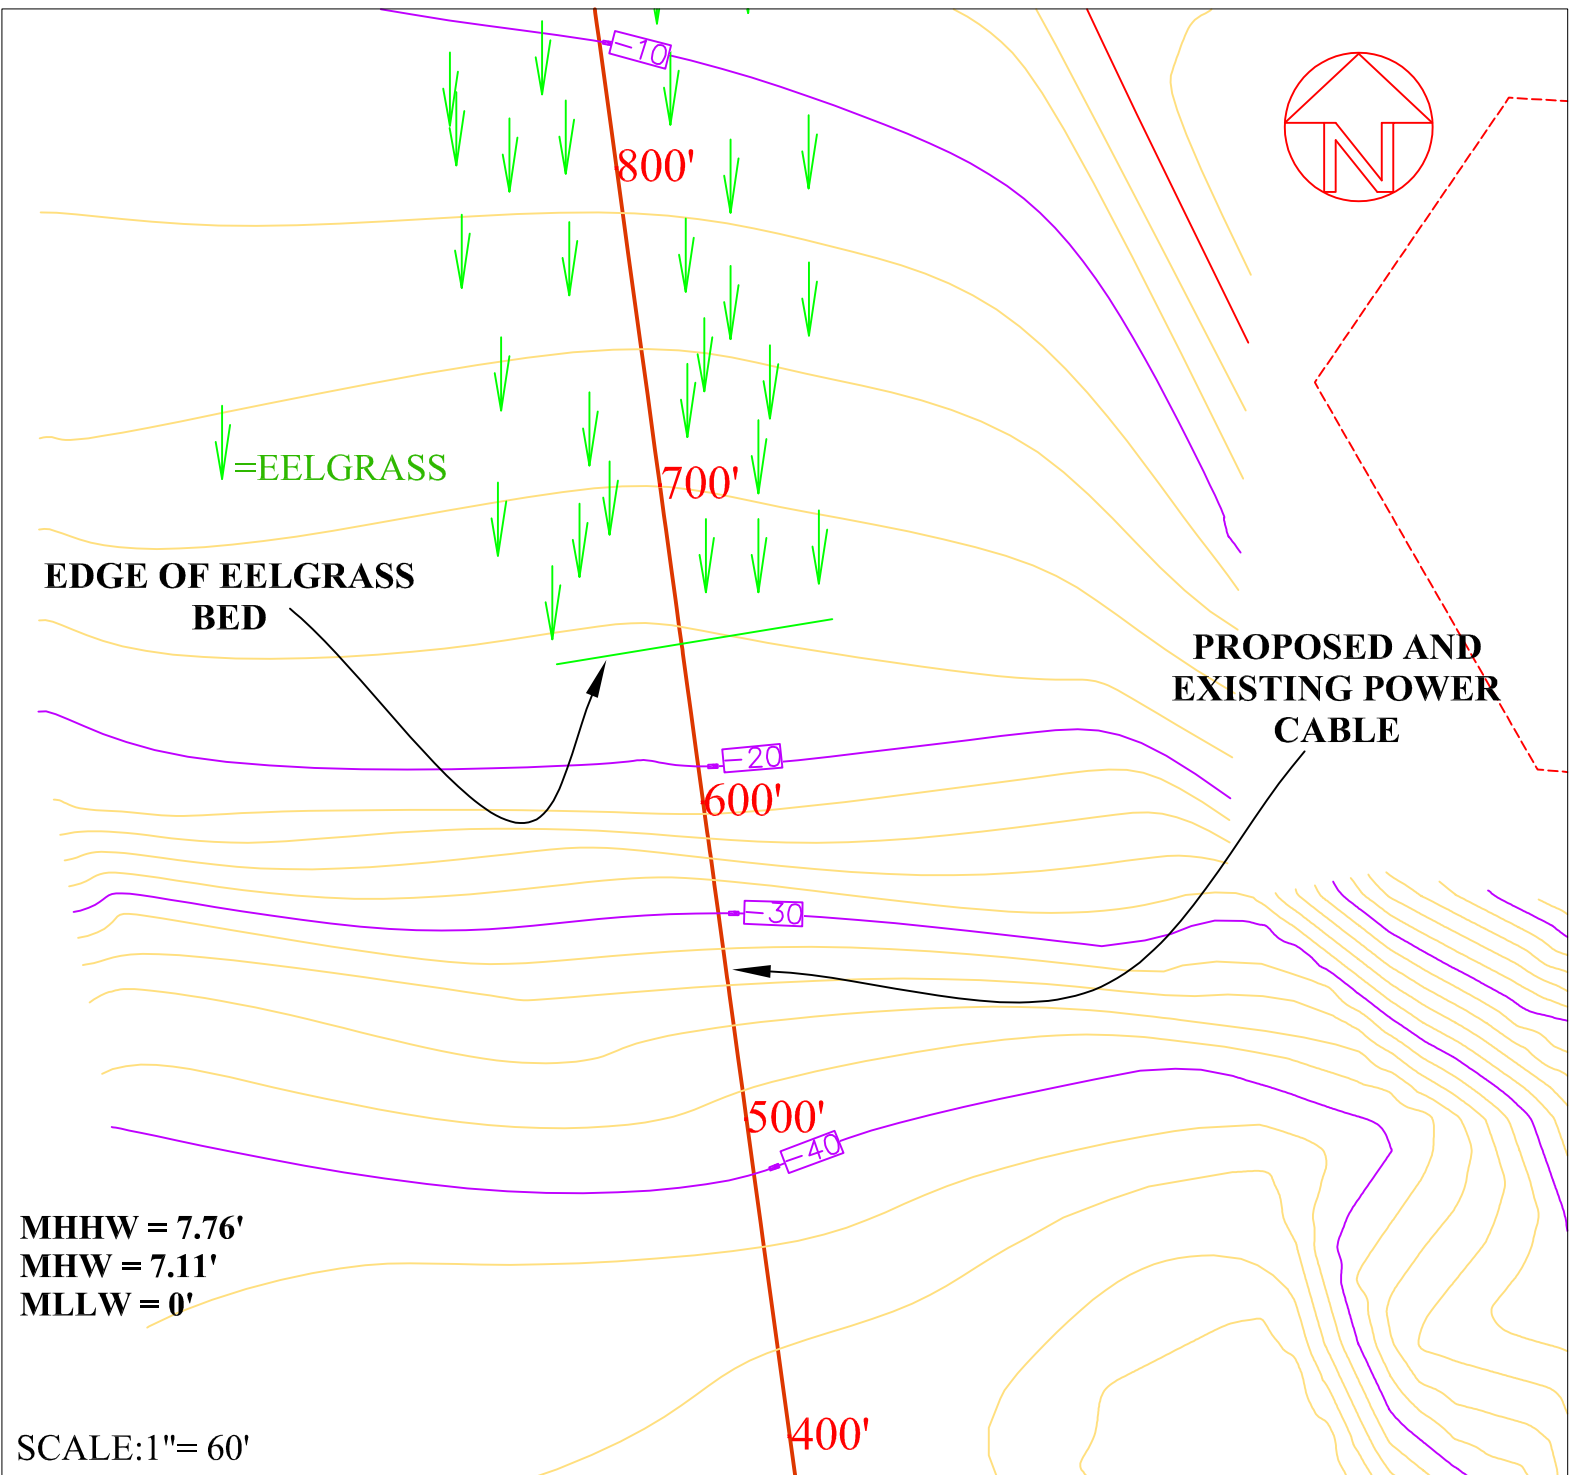 -10
N
800'
=EELGRASS
700'
EDGE OF EELGRASS
BED
PROPOSED AND
EXISTING POWER
CABLE
-20
600'
-30
500'
-40
MHHW = 7.76'
MHW = 7.11'
MLLW = 0'
400'
SCALE:1"= 60'